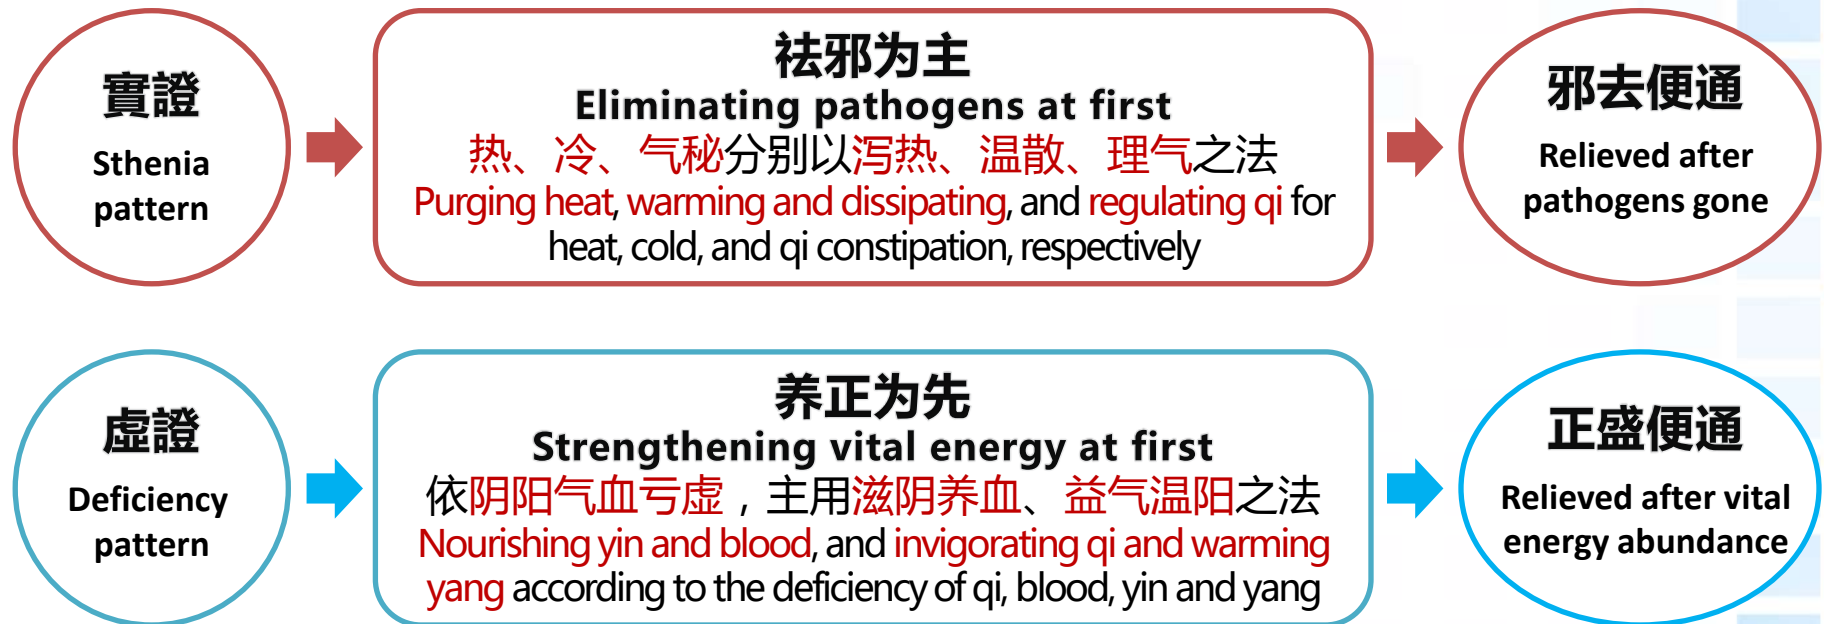 實證
Sthenia
pattern
祛邪为主
Eliminating pathogens at first
热、冷、气秘分别以泻热、温散、理气之法
Purging heat, warming and dissipating, and regulating qi for
heat, cold, and qi constipation, respectively
邪去便通
Relieved after
pathogens gone
虛證
Deficiency
pattern
养正为先
Strengthening vital energy at first
依阴阳气血亏虚，主用滋阴养血、益气温阳之法
Nourishing yin and blood, and invigorating qi and warming
yang according to the deficiency of qi, blood, yin and yang
正盛便通
Relieved after vital
energy abundance